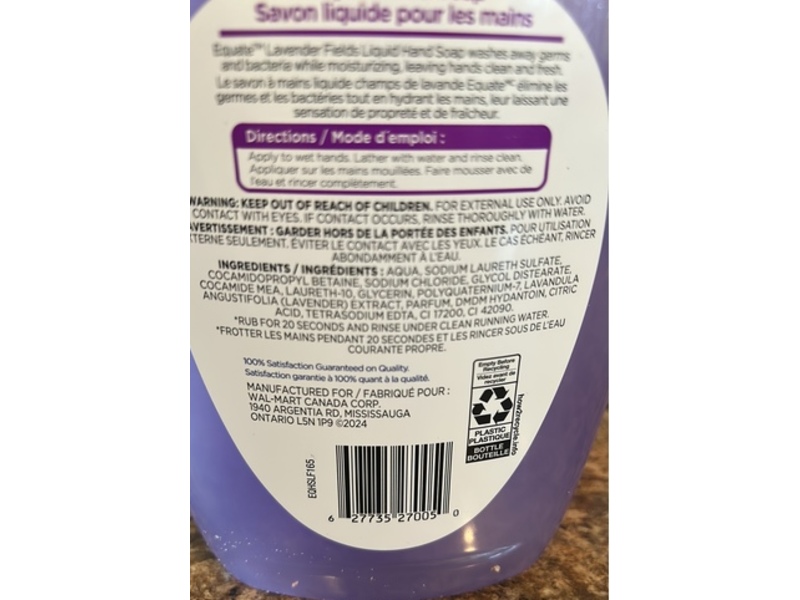 Savon liquide pour les mains
Equate™ Lavender Fields Liquid Hand Soap washes away germs
and bacteria while moisturizing, leaving hands clean and fresh.
Le savon à mains liquide champs de lavande Equate™ élimine les
germes et les bactéries tout en hydratant les mains, leur laissant une
sensation de propreté et de fraîcheur.
Directions / Mode d'emploi :
Apply to wet hands. Lather with water and rinse clean.
Appliquer sur les mains mouillées. Faire mousser avec de
l'eau et rincer complètement.
WARNING: KEEP OUT OF REACH OF CHILDREN. FOR EXTERNAL USE ONLY. AVOID
CONTACT WITH EYES. IF CONTACT OCCURS, RINSE THOROUGHLY WITH WATER.
VERTISSEMENT : GARDER HORS DE LA PORTÉE DES ENFANTS. POUR UTILISATION
TERNE SEULEMENT. ÉVITER LE CONTACT AVEC LES YEUX. LE CAS ÉCHÉANT, RINCER
ABONDAMMENT À L'EAU.
INGREDIENTS / INGRÉDIENTS : AQUA, SODIUM LAURETH SULFATE,
COCAMIDOPROPYL BETAINE, SODIUM CHLORIDE, GLYCOL DISTEARATE,
COCAMIDE MEA, LAURETH-10, GLYCERIN, POLYQUATERNIUM-7, LAVANDULA
ANGUSTIFOLIA (LAVENDER) EXTRACT, PARFUM, DMDM HYDANTOIN, CITRIC
ACID, TETRASODIUM EDTA, CI 17200, CI 42090.
*RUB FOR 20 SECONDS AND RINSE UNDER CLEAN RUNNING WATER.
*FROTTER LES MAINS PENDANT 20 SECONDES ET LES RINCER SOUS DE L'EAU
COURANTE PROPRE.
100% Satisfaction Guaranteed on Quality.
Satisfaction garantie à 100% quant à la qualité.
MANUFACTURED FOR / FABRIQUÉ POUR :
WAL-MART CANADA CORP.
1940 ARGENTIA RD, MISSISSAUGA
ONTARIO L5N 1P9 ©2024
Empty Before
Recycling
Videz avant de
recycler
PLASTIC
PLASTIQUE
BOTTLE
BOUTEILLE
how2recycle.info
EQHSLF165
6 27735 27005 0